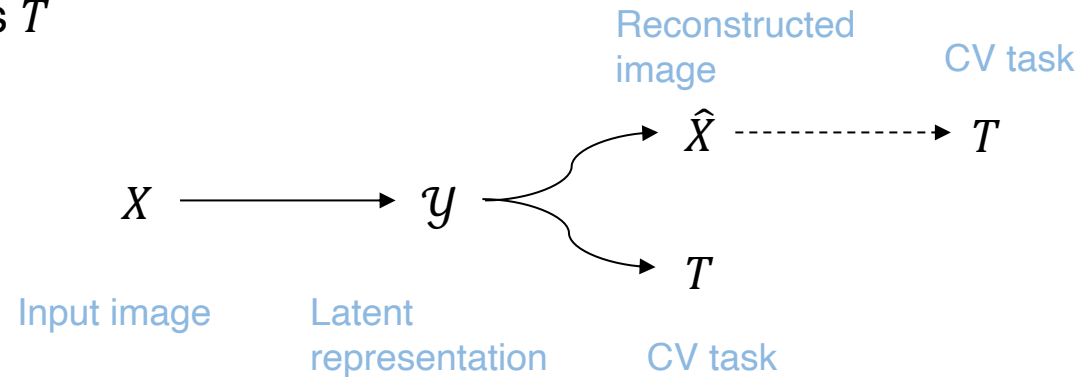 s T
Reconstructed
image
CV task
X̂
T
X
𝒴
T
Input image
Latent
representation
CV task